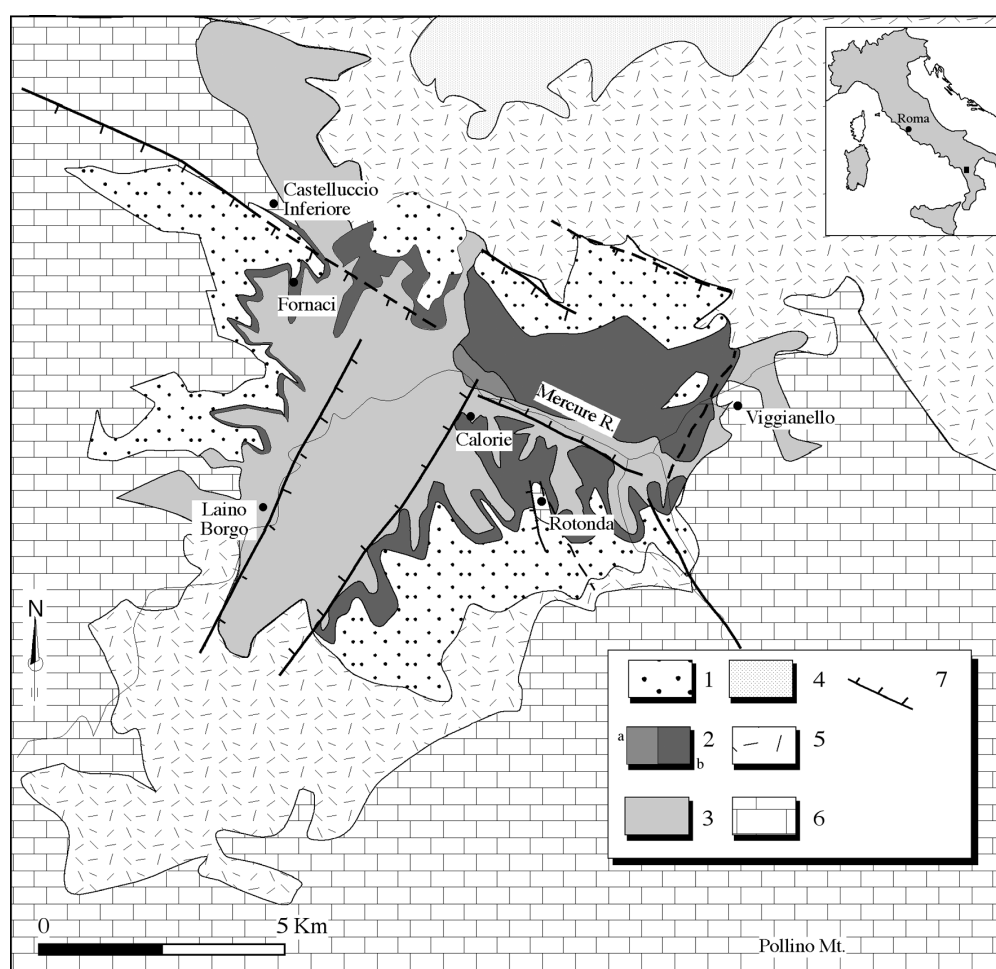 Roma
Castelluccio
Inferiore
Fornaci
Mercure R.
Viggianello
Calorie
Laino
Borgo
Rotonda
N
1
4
7
a
2
b
5
3
6
0
5 Km
Pollino Mt.